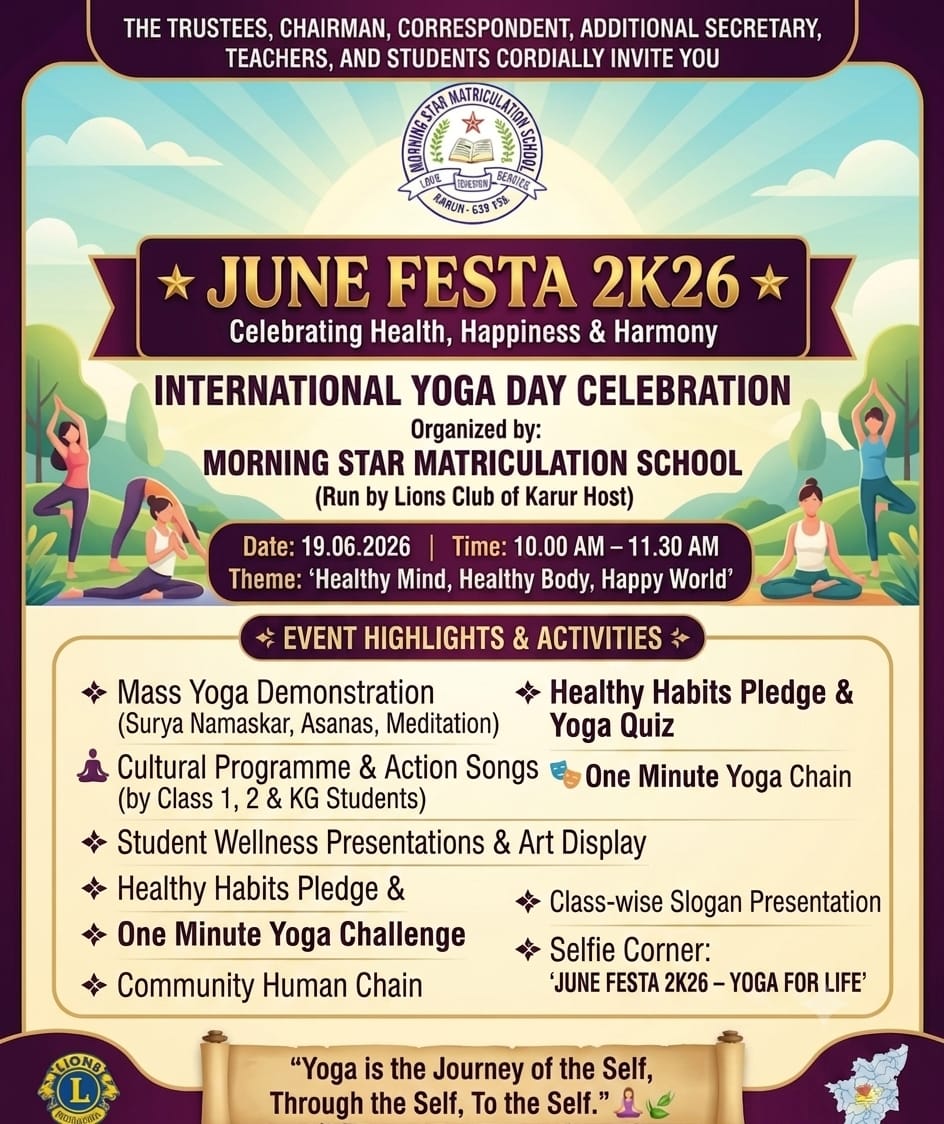 THE TRUSTEES, CHAIRMAN, CORRESPONDENT, ADDITIONAL SECRETARY,
TEACHERS, AND STUDENTS CORDIALLY INVITE YOU
MORNING STAR MATRICULATION SCHOOL
LOVE
SERVICE
JUNE FESTA 2K26
Celebrating Health, Happiness & Harmony
INTERNATIONAL YOGA DAY CELEBRATION
Organized by:
MORNING STAR MATRICULATION SCHOOL
(Run by Lions Club of Karur Host)
Date: 19.06.2026 | Time: 10.00 AM – 11.30 AM
Theme: ‘Healthy Mind, Healthy Body, Happy World’
EVENT HIGHLIGHTS & ACTIVITIES
Mass Yoga Demonstration
(Surya Namaskar, Asanas, Meditation)
Healthy Habits Pledge &
Yoga Quiz
Cultural Programme & Action Songs
(by Class 1, 2 & KG Students)
One Minute Yoga Chain
Student Wellness Presentations & Art Display
Healthy Habits Pledge &
One Minute Yoga Challenge
Community Human Chain
Class-wise Slogan Presentation
Selfie Corner:
‘JUNE FESTA 2K26 – YOGA FOR LIFE’
LIONS
L
“Yoga is the Journey of the Self,
Through the Self, To the Self.”